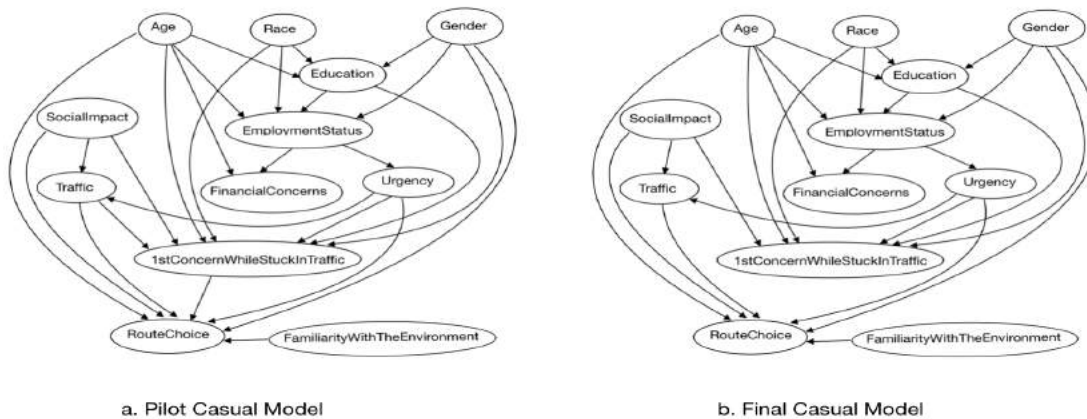 Age
Race
Gender
Education
SocialImpact
EmploymentStatus
Traffic
FinancialConcerns
Urgency
1stConcernWhileStuckInTraffic
RouteChoice
FamiliarityWithTheEnvironment
a. Pilot Casual Model
Age
Race
Gender
Education
SocialImpact
EmploymentStatus
Traffic
FinancialConcerns
Urgency
1stConcernWhileStuckInTraffic
RouteChoice
FamiliarityWithTheEnvironment
b. Final Casual Model